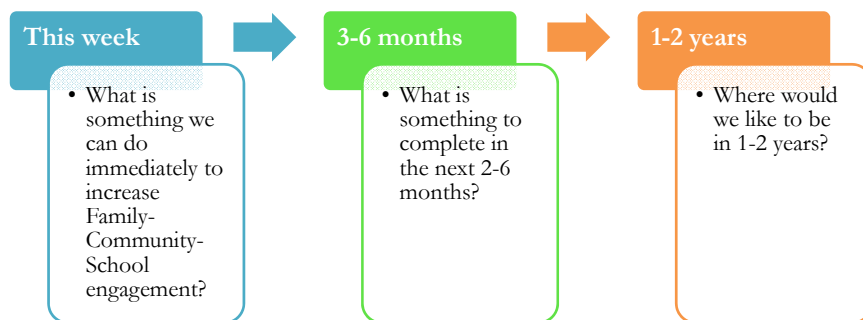 This week
• What is
something we
can do
immediately to
increase
Family-
Community-
School
engagement?
3-6 months
• What is
something to
complete in
the next 2-6
months?
1-2 years
• Where would
we like to be
in 1-2 years?